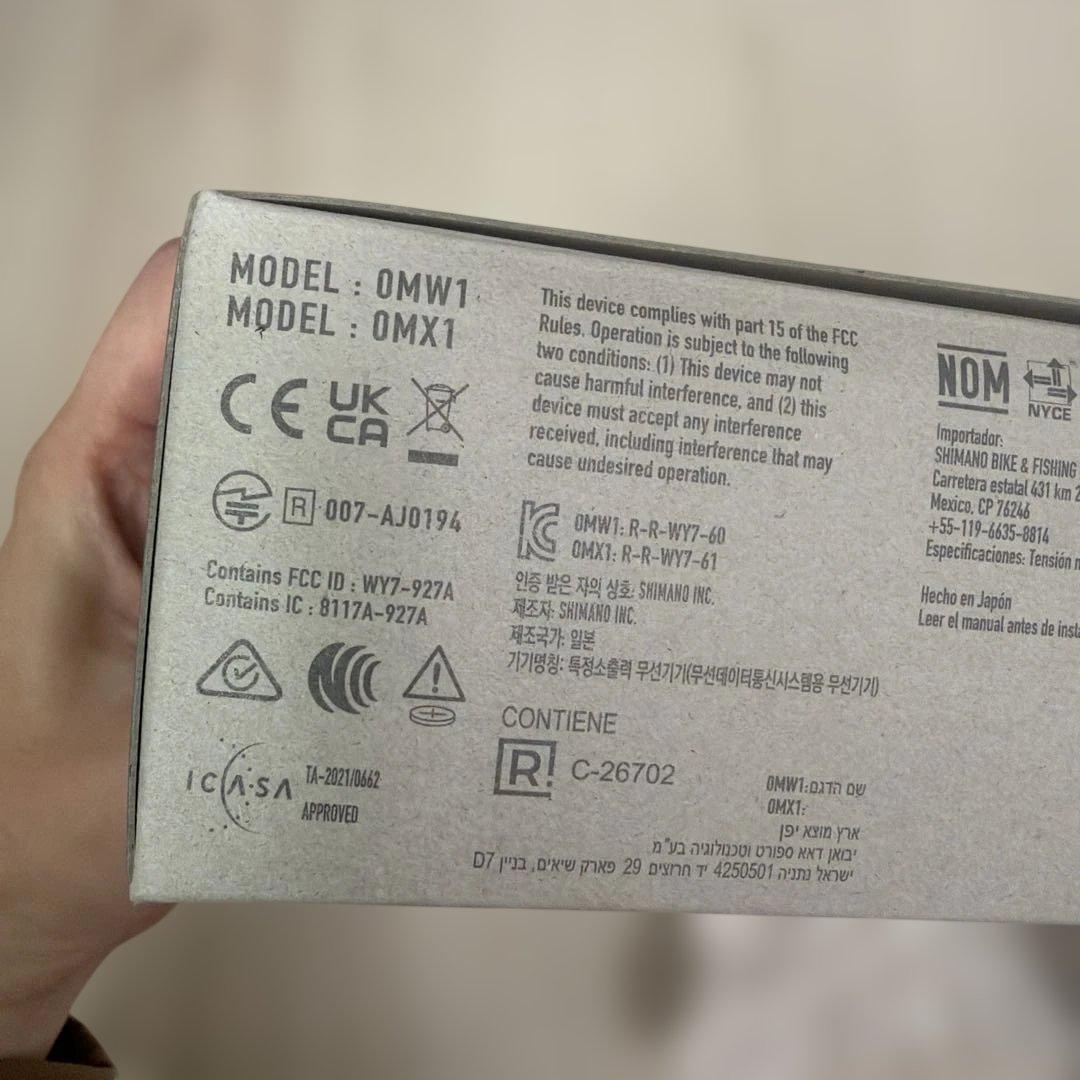 MODEL : 0MW1
MODEL : 0MX1
CE UK CA
R 007-AJ0194
Contains FCC ID : WY7-927A
Contains IC : 8117A-927A
ICASA TA-2021/0662
APPROVED
This device complies with part 15 of the FCC
Rules. Operation is subject to the following
two conditions: (1) This device may not
cause harmful interference, and (2) this
device must accept any interference
received, including interference that may
cause undesired operation.
0MW1: R-R-WY7-60
0MX1: R-R-WY7-61
인증 받은 자의 상호: SHIMANO INC.
제조자: SHIMANO INC.
제조국가: 일본
기기명칭: 특정소출력 무선기기(무선데이터통신시스템용 무선기기)
CONTIENE
R! C-26702
שם הדגם:0MW1
0MX1:
ארץ מוצא יפן
יבואן דאא ספורט וטכנולוגיה בע"מ
ישראל נתניה 4250501 יד חרוצים 29 פארק שיאים, בניין D7
NOM NYCE
Importador:
SHIMANO BIKE & FISHING
Carretera estatal 431 km 2
Mexico, CP 76246
+55-119-6635-8814
Especificaciones: Tensión n
Hecho en Japón
Leer el manual antes de insta